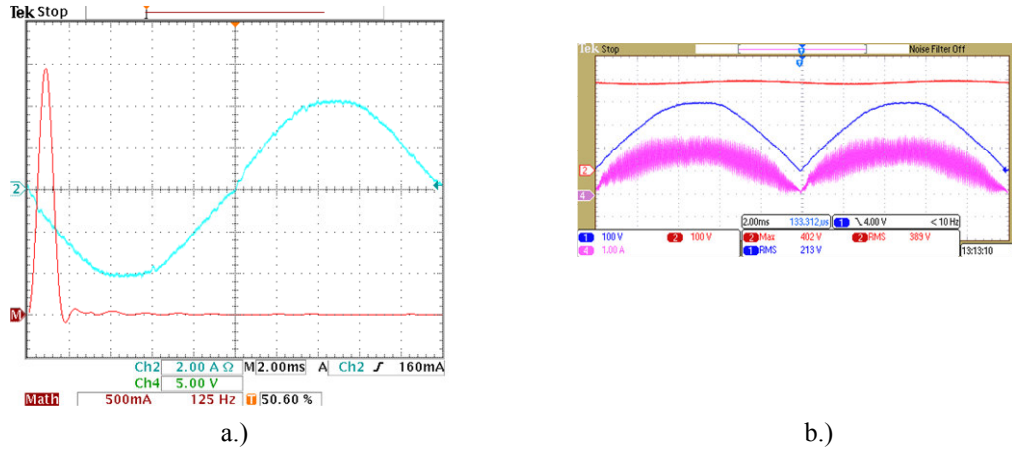 Tek Stop
2
M
Ch2 2.00 A Ω M 2.00ms A Ch2 ʃ 160mA
Ch4 5.00 V
Math 500mA 125 Hz T 50.60 %
a.)
Tek Stop Noise Filter Off
2
4
2.00ms 133.312µs 1 \ 4.00 V < 10 Hz
1 100 V 2 100 V 2 Max 402 V 2 RMS 389 V
4 1.00 A 1 RMS 213 V 13:13:10
b.)